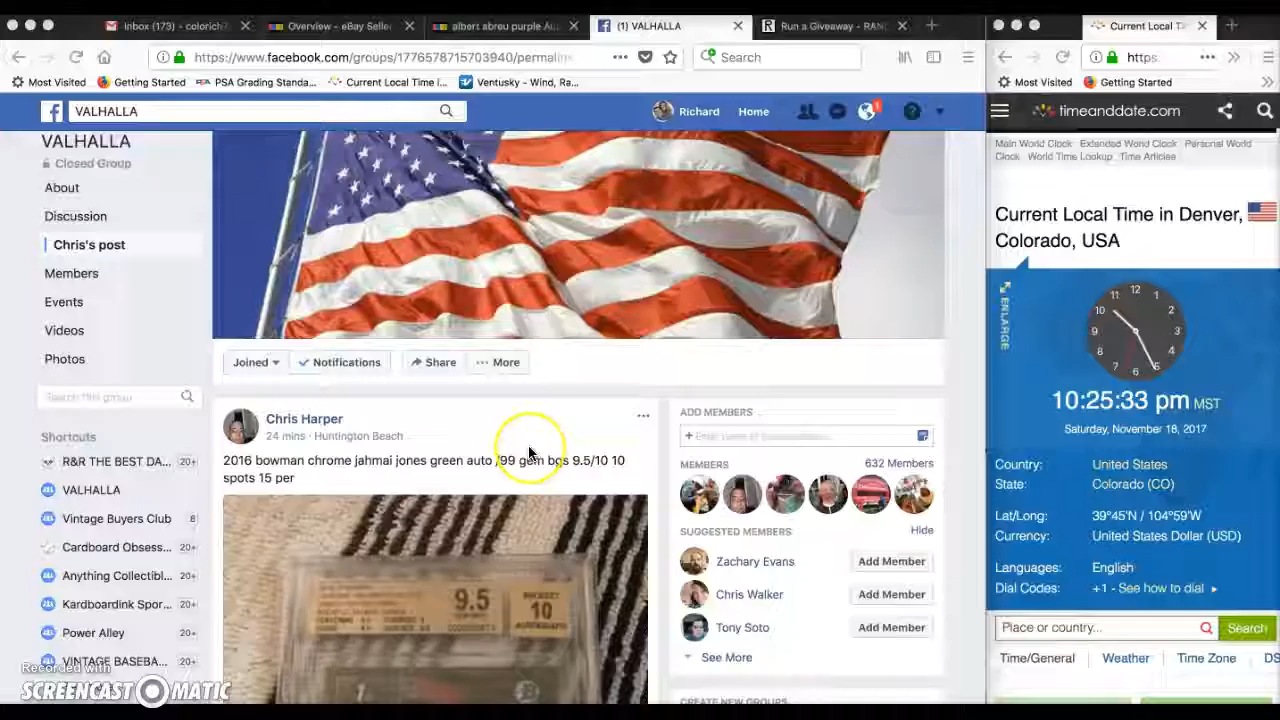 Inbox (173) – colorich
Overview – eBay Selle
albert abreu purple Au
(1) VALHALLA
Run a Giveaway – RAN
Current Local Ti
https://www.facebook.com/groups/1776578715703940/permali
Search
https:
Most Visited
Getting Started
PSA Grading Standa...
Current Local Time i...
Ventusky - Wind, Ra...
Most Visited
Getting Started
VALHALLA
Richard
Home
1
timeanddate.com
VALHALLA
Closed Group
About
Discussion
Chris's post
Members
Events
Videos
Photos
Search this group
Shortcuts
R&R THE BEST DA... 20+
VALHALLA
Vintage Buyers Club 8
Cardboard Obsess... 20+
Anything Collectibl... 20+
Kardboardink Spor... 20+
Power Alley 20+
VINTAGE BASEBA... 20+
Recorded with
SCREENCAST MATIC
Joined
Notifications
Share
More
Chris Harper
24 mins · Huntington Beach
2016 bowman chrome jahmai jones green auto /99 gem bgs 9.5/10 10
spots 15 per
9.5
10
ADD MEMBERS
MEMBERS
632 Members
SUGGESTED MEMBERS
Hide
Zachary Evans
Add Member
Chris Walker
Add Member
Tony Soto
Add Member
See More
CREATE NEW GROUPS
Main World Clock Extended World Clock Personal World
Clock World Time Lookup Time Articles
Current Local Time in Denver,
Colorado, USA
ENLARGE
12
1
2
3
4
5
6
7
8
9
10
11
10:25:33 pm MST
Saturday, November 18, 2017
Country: United States
State: Colorado (CO)
Lat/Long: 39°45'N / 104°59'W
Currency: United States Dollar (USD)
Languages: English
Dial Codes: +1 - See how to dial
Place or country...
Search
Time/General
Weather
Time Zone
DS